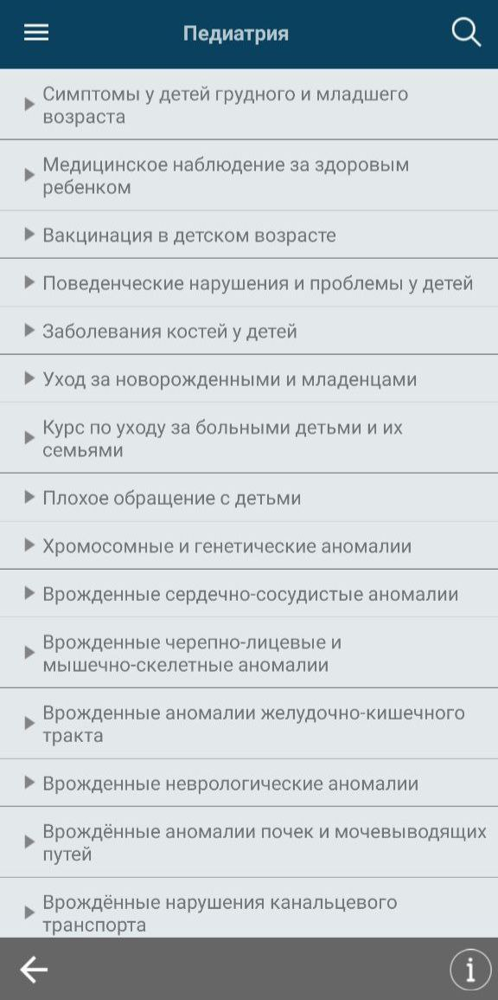 Педиатрия
Симптомы у детей грудного и младшего
возраста
Медицинское наблюдение за здоровым
ребенком
Вакцинация в детском возрасте
Поведенческие нарушения и проблемы у детей
Заболевания костей у детей
Уход за новорожденными и младенцами
Курс по уходу за больными детьми и их
семьями
Плохое обращение с детьми
Хромосомные и генетические аномалии
Врожденные сердечно-сосудистые аномалии
Врожденные черепно-лицевые и
мышечно-скелетные аномалии
Врожденные аномалии желудочно-кишечного
тракта
Врожденные неврологические аномалии
Врождённые аномалии почек и мочевыводящих
путей
Врождённые нарушения канальцевого
транспорта